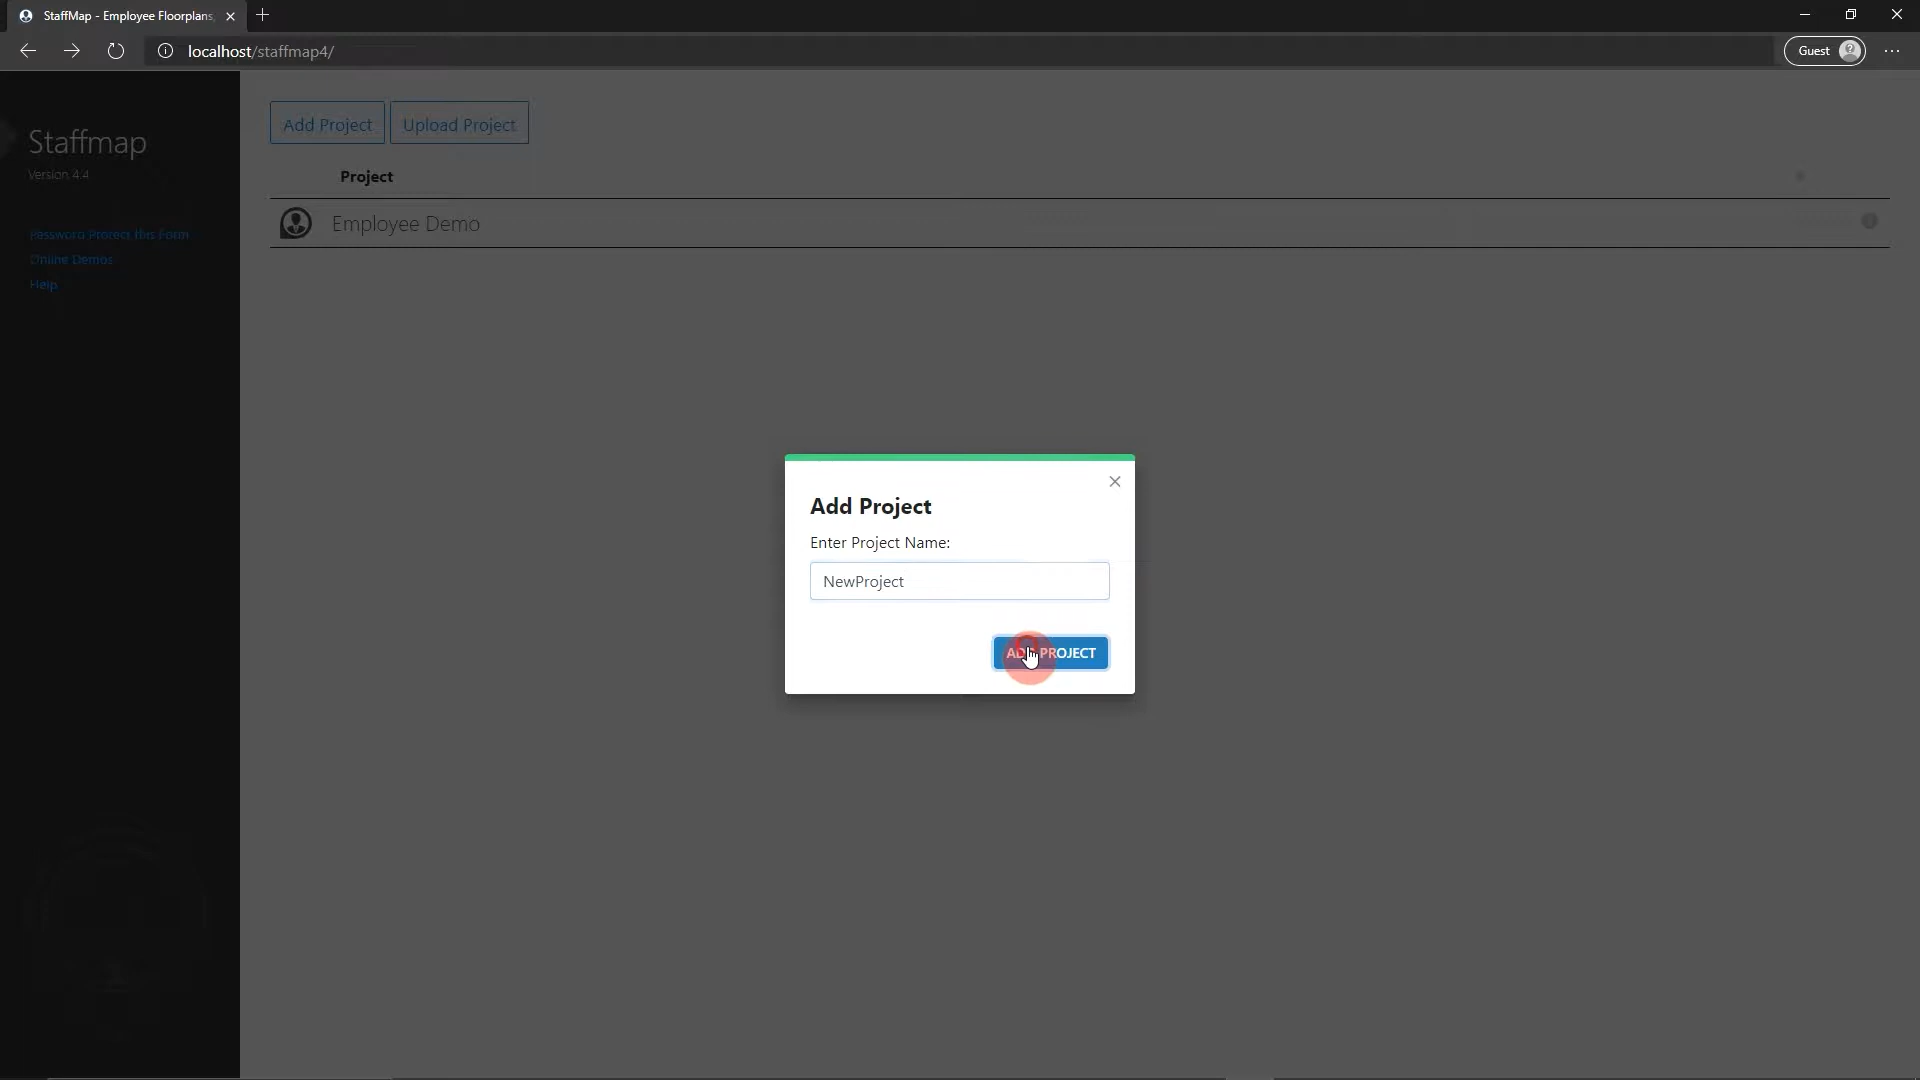 StaffMap - Employee Floorplans,
localhost/staffmap4/
Guest
Staffmap
Version 4.4
Password Protect this Form
Online Demos
Help
Add Project
Upload Project
Project
Employee Demo
Add Project
Enter Project Name:
NewProject
ADD PROJECT